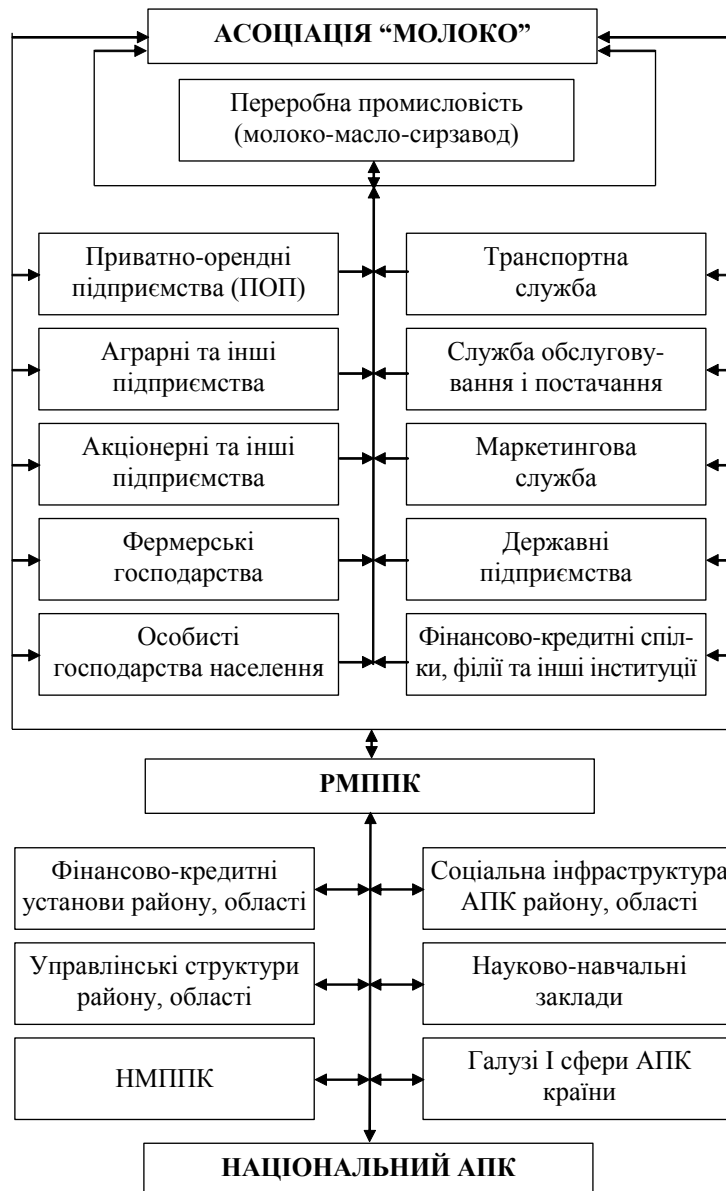 АСОЦІАЦІЯ “МОЛОКО”
Переробна промисловість
(молоко-масло-сирзавод)
Приватно-орендні
підприємства (ПОП)
Транспортна
служба
Аграрні та інші
підприємства
Служба обслугову-
вання і постачання
Акціонерні та інші
підприємства
Маркетингова
служба
Фермерські
господарства
Державні
підприємства
Особисті
господарства населення
Фінансово-кредитні спіл-
ки, філії та інші інституції
РМППК
Фінансово-кредитні
установи району, області
Соціальна інфраструктура
АПК району, області
Управлінські структури
району, області
Науково-навчальні
заклади
НМППК
Галузі І сфери АПК
країни
НАЦІОНАЛЬНИЙ АПК